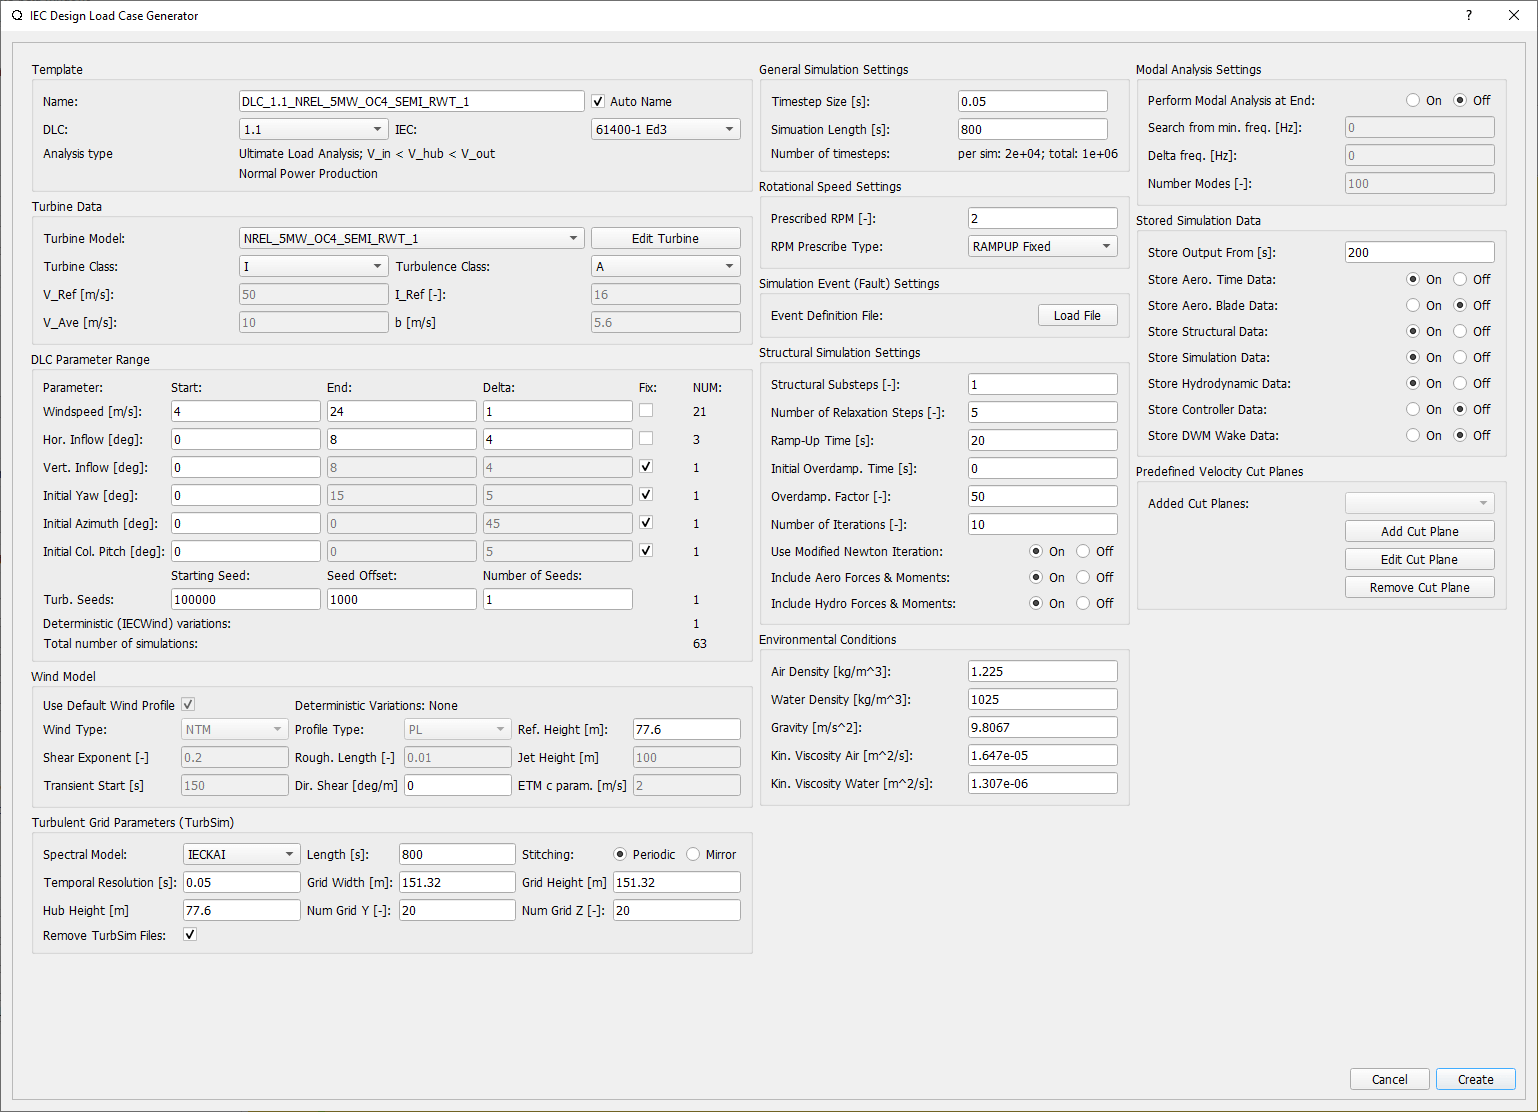 IEC Design Load Case Generator
Template
Name: DLC_1.1_NREL_5MW_OC4_SEMI_RWT_1 Auto Name
DLC: 1.1 IEC: 61400-1 Ed3
Analysis type Ultimate Load Analysis; V_in < V_hub < V_out
Normal Power Production
Turbine Data
Turbine Model: NREL_5MW_OC4_SEMI_RWT_1 Edit Turbine
Turbine Class: I Turbulence Class: A
V_Ref [m/s]: 50 I_Ref [-]: 16
V_Ave [m/s]: 10 b [m/s] 5.6
DLC Parameter Range
Parameter: Start: End: Delta: Fix: NUM:
Windspeed [m/s]: 4 24 1 21
Hor. Inflow [deg]: 0 8 4 3
Vert. Inflow [deg]: 0 8 4 1
Initial Yaw [deg]: 0 15 5 1
Initial Azimuth [deg]: 0 0 45 1
Initial Col. Pitch [deg]: 0 0 5 1
Starting Seed: Seed Offset: Number of Seeds:
Turb. Seeds: 100000 1000 1 1
Deterministic (IECWind) variations: 1
Total number of simulations: 63
Wind Model
Use Default Wind Profile Deterministic Variations: None
Wind Type: NTM Profile Type: PL Ref. Height [m]: 77.6
Shear Exponent [-] 0.2 Rough. Length [-] 0.01 Jet Height [m] 100
Transient Start [s] 150 Dir. Shear [deg/m] 0 ETM c param. [m/s] 2
Turbulent Grid Parameters (TurbSim)
Spectral Model: IECKAI Length [s]: 800 Stitching: Periodic Mirror
Temporal Resolution [s]: 0.05 Grid Width [m]: 151.32 Grid Height [m] 151.32
Hub Height [m] 77.6 Num Grid Y [-]: 20 Num Grid Z [-]: 20
Remove TurbSim Files:
General Simulation Settings
Timestep Size [s]: 0.05
Simuation Length [s]: 800
Number of timesteps: per sim: 2e+04; total: 1e+06
Rotational Speed Settings
Prescribed RPM [-]: 2
RPM Prescribe Type: RAMPUP Fixed
Simulation Event (Fault) Settings
Event Definition File: Load File
Structural Simulation Settings
Structural Substeps [-]: 1
Number of Relaxation Steps [-]: 5
Ramp-Up Time [s]: 20
Initial Overdamp. Time [s]: 0
Overdamp. Factor [-]: 50
Number of Iterations [-]: 10
Use Modified Newton Iteration: On Off
Include Aero Forces & Moments: On Off
Include Hydro Forces & Moments: On Off
Environmental Conditions
Air Density [kg/m^3]: 1.225
Water Density [kg/m^3]: 1025
Gravity [m/s^2]: 9.8067
Kin. Viscosity Air [m^2/s]: 1.647e-05
Kin. Viscosity Water [m^2/s]: 1.307e-06
Modal Analysis Settings
Perform Modal Analysis at End: On Off
Search from min. freq. [Hz]: 0
Delta freq. [Hz]: 0
Number Modes [-]: 100
Stored Simulation Data
Store Output From [s]: 200
Store Aero. Time Data: On Off
Store Aero. Blade Data: On Off
Store Structural Data: On Off
Store Simulation Data: On Off
Store Hydrodynamic Data: On Off
Store Controller Data: On Off
Store DWM Wake Data: On Off
Predefined Velocity Cut Planes
Added Cut Planes:
Add Cut Plane
Edit Cut Plane
Remove Cut Plane
Cancel Create